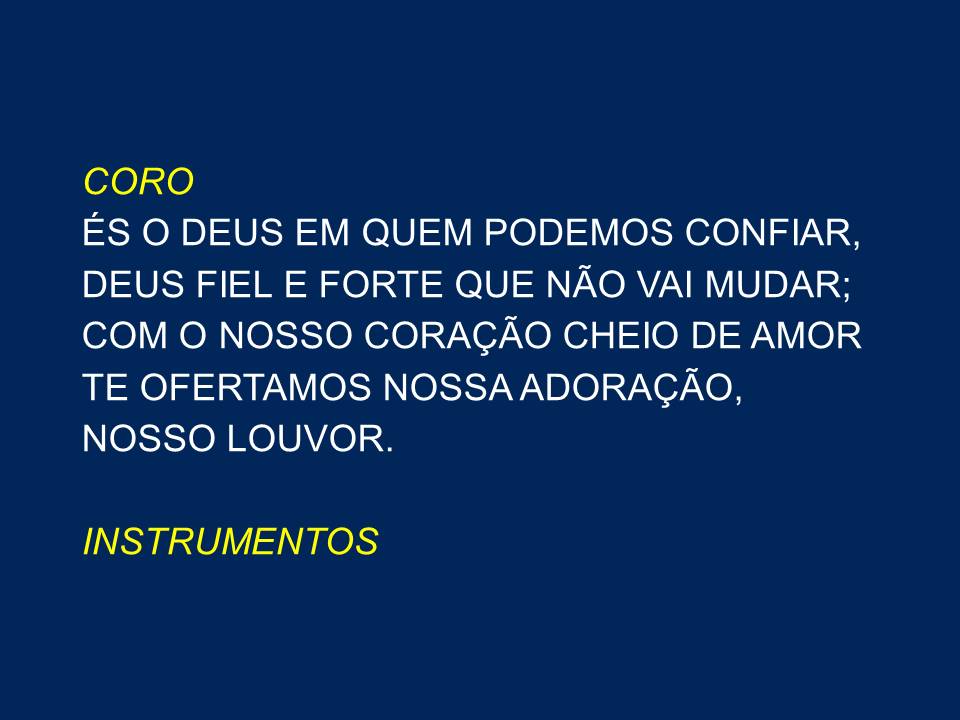 CORO
ÉS O DEUS EM QUEM PODEMOS CONFIAR,
DEUS FIEL E FORTE QUE NÃO VAI MUDAR;
COM O NOSSO CORAÇÃO CHEIO DE AMOR
TE OFERTAMOS NOSSA ADORAÇÃO,
NOSSO LOUVOR.
INSTRUMENTOS